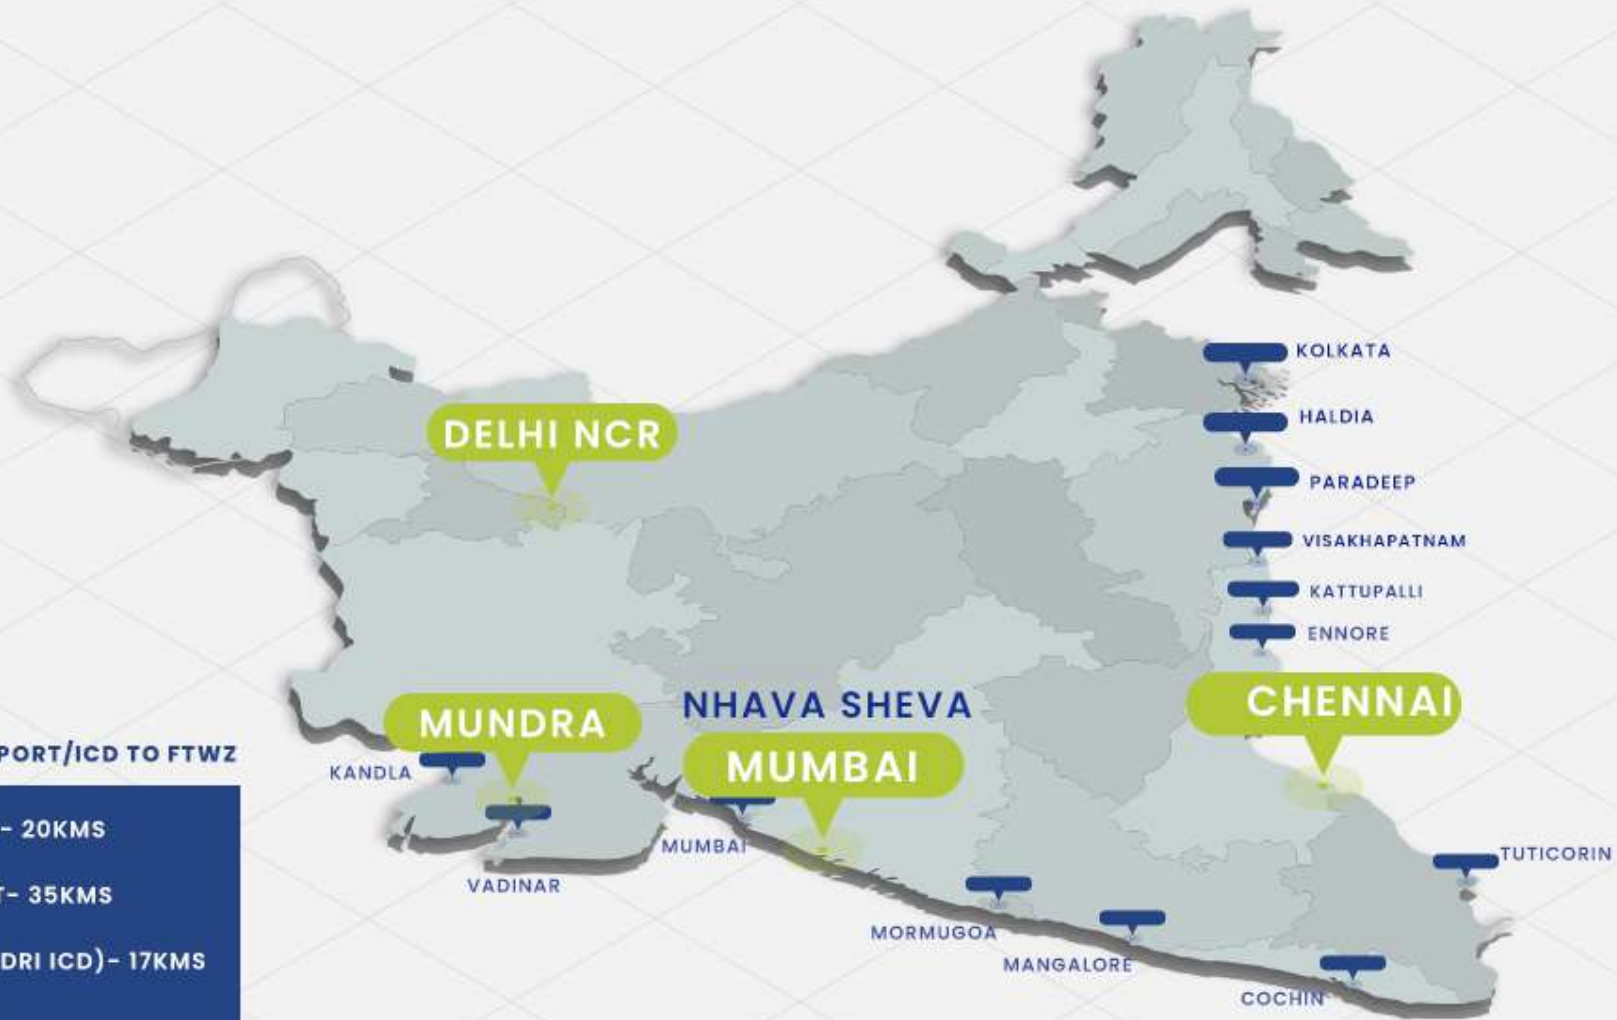 KOLKATA
HALDIA
DELHI NCR
PARADEEP
VISAKHAPATNAM
KATTUPALLI
ENNORE
NHAVA SHEVA
CHENNAI
MUNDRA
MUMBAI
PORT/ICD TO FTWZ
KANDLA
- 20KMS
MUMBAI
TUTICORIN
VADINAR
T- 35KMS
MORMUGOA
MANGALORE
DRI ICD)- 17KMS
COCHIN